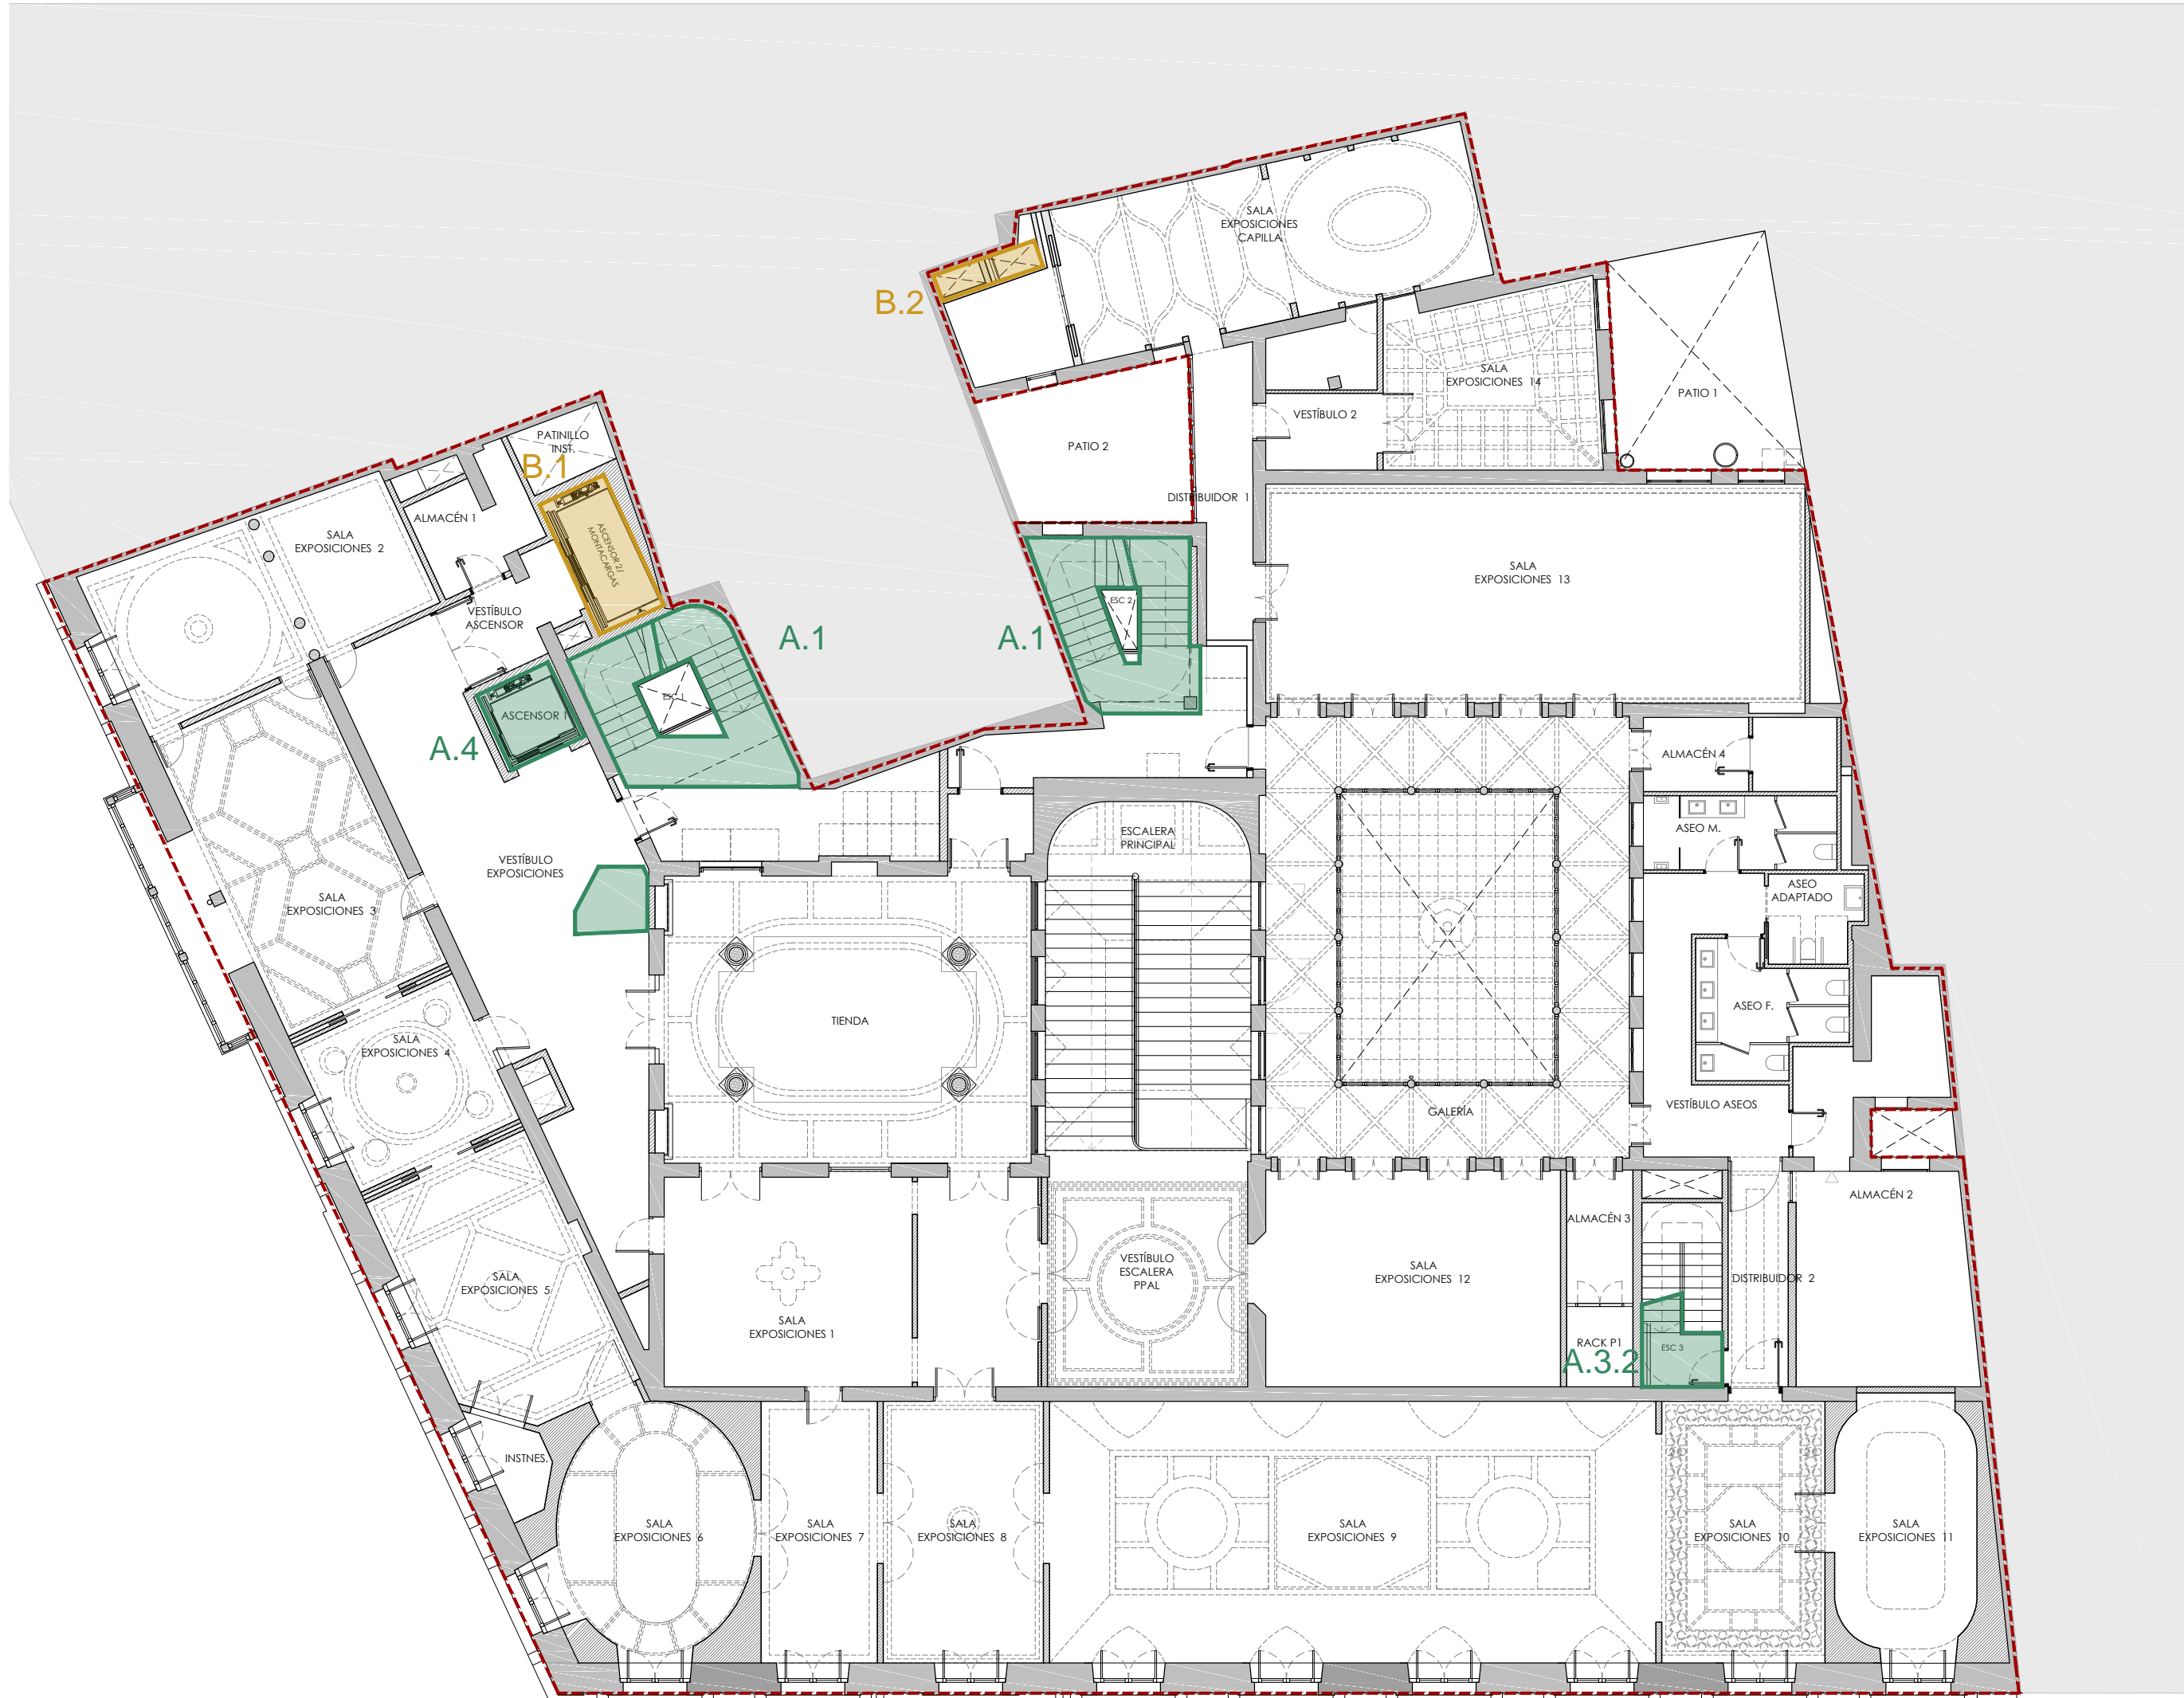 SALA
EXPOSICIONES
CAPILLA
B.2
SALA
EXPOSICIONES 14
PATIO 1
VESTÍBULO 2
PATIO 2
DISTRIBUIDOR 1
PATINILLO
INST.
B.1
ALMACÉN 1
SALA
EXPOSICIONES 2
ASCENSOR 2/
MONTACARGAS
VESTÍBULO
ASCENSOR
A.1
A.1
ESC 2
SALA
EXPOSICIONES 13
ESC 1
ASCENSOR 1
A.4
ALMACÉN 4
ASEO M.
ESCALERA
PRINCIPAL
VESTÍBULO
EXPOSICIONES
SALA
EXPOSICIONES 3
ASEO
ADAPTADO
TIENDA
ASEO F.
SALA
EXPOSICIONES 4
GALERÍA
VESTÍBULO ASEOS
ALMACÉN 2
ALMACÉN 3
SALA
EXPOSICIONES 5
VESTÍBULO
ESCALERA
PPAL
SALA
EXPOSICIONES 12
DISTRIBUIDOR 2
SALA
EXPOSICIONES 1
RACK P1
ESC 3
A.3.2
INSTNES.
SALA
EXPOSICIONES 6
SALA
EXPOSICIONES 7
SALA
EXPOSICIONES 8
SALA
EXPOSICIONES 9
SALA
EXPOSICIONES 10
SALA
EXPOSICIONES 11